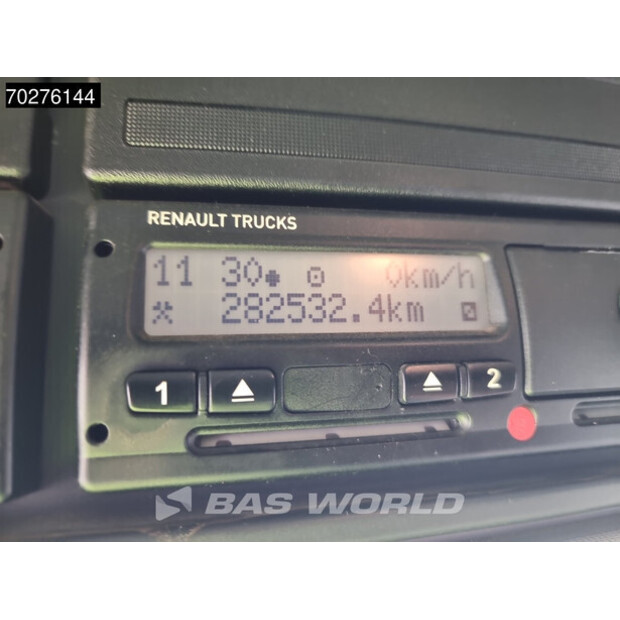 70276144
RENAULT TRUCKS
11 30 0km/h
282532.4km
1 2
BAS WORLD